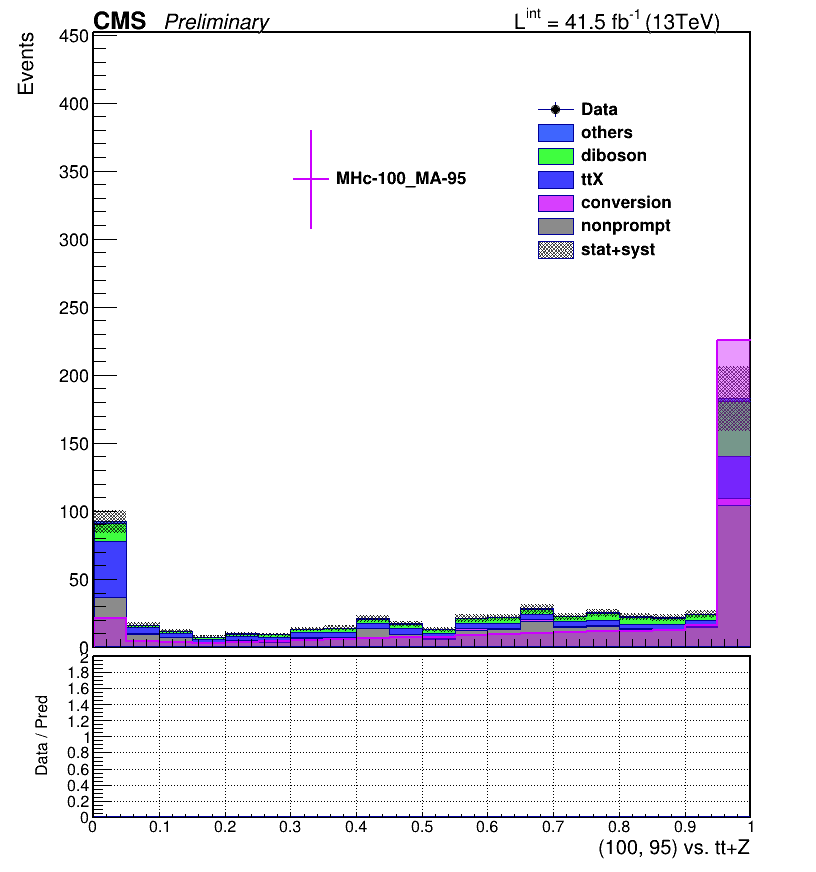 CMS Preliminary
L^int = 41.5 fb^-1 (13TeV)
Events
450
400
350
300
250
200
150
100
50
0
MHc-100_MA-95
Data
others
diboson
ttX
conversion
nonprompt
stat+syst
Data / Pred
2
1.8
1.6
1.4
1.2
1
0.8
0.6
0.4
0.2
0
0 0.1 0.2 0.3 0.4 0.5 0.6 0.7 0.8 0.9 1
(100, 95) vs. tt+Z